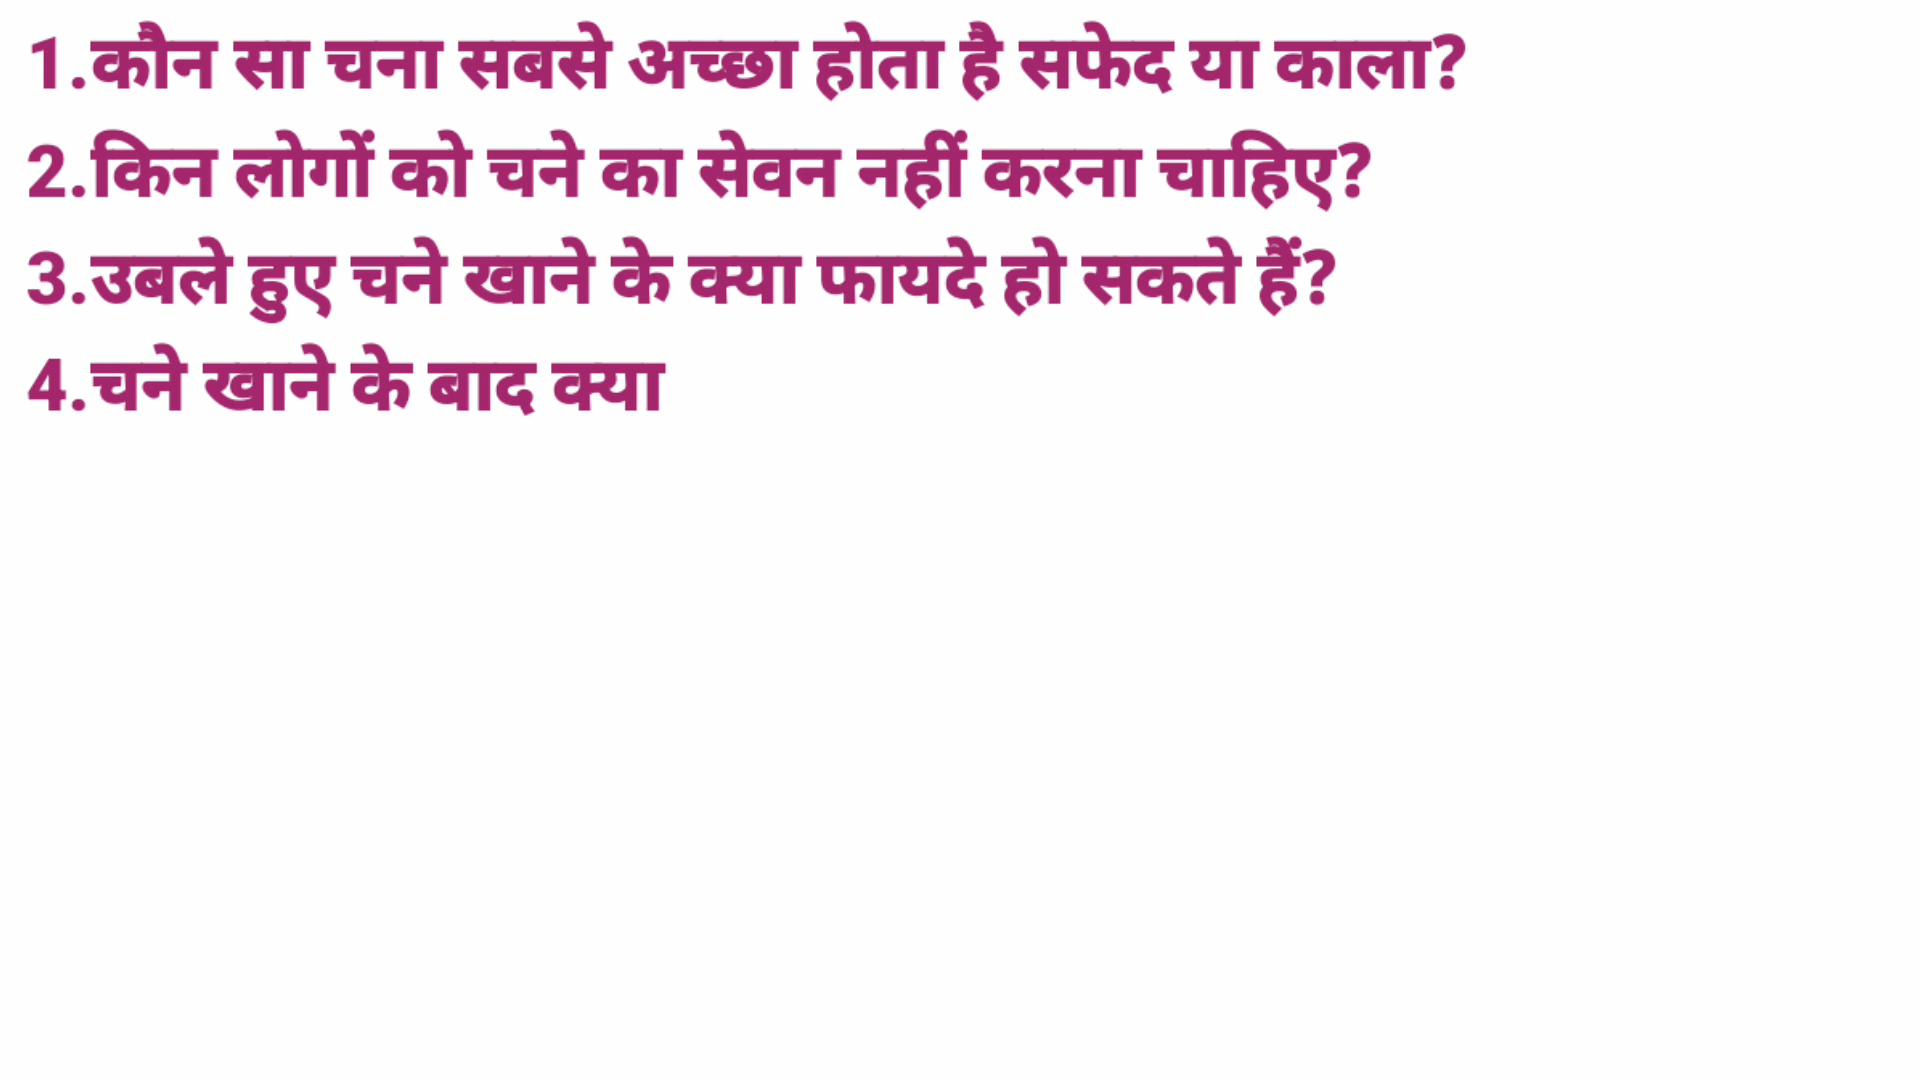 1.कौन सा चना सबसे अच्छा होता है सफेद या काला?
2.किन लोगों को चने का सेवन नहीं करना चाहिए?
3.उबले हुए चने खाने के क्या फायदे हो सकते हैं?
4.चने खाने के बाद क्या